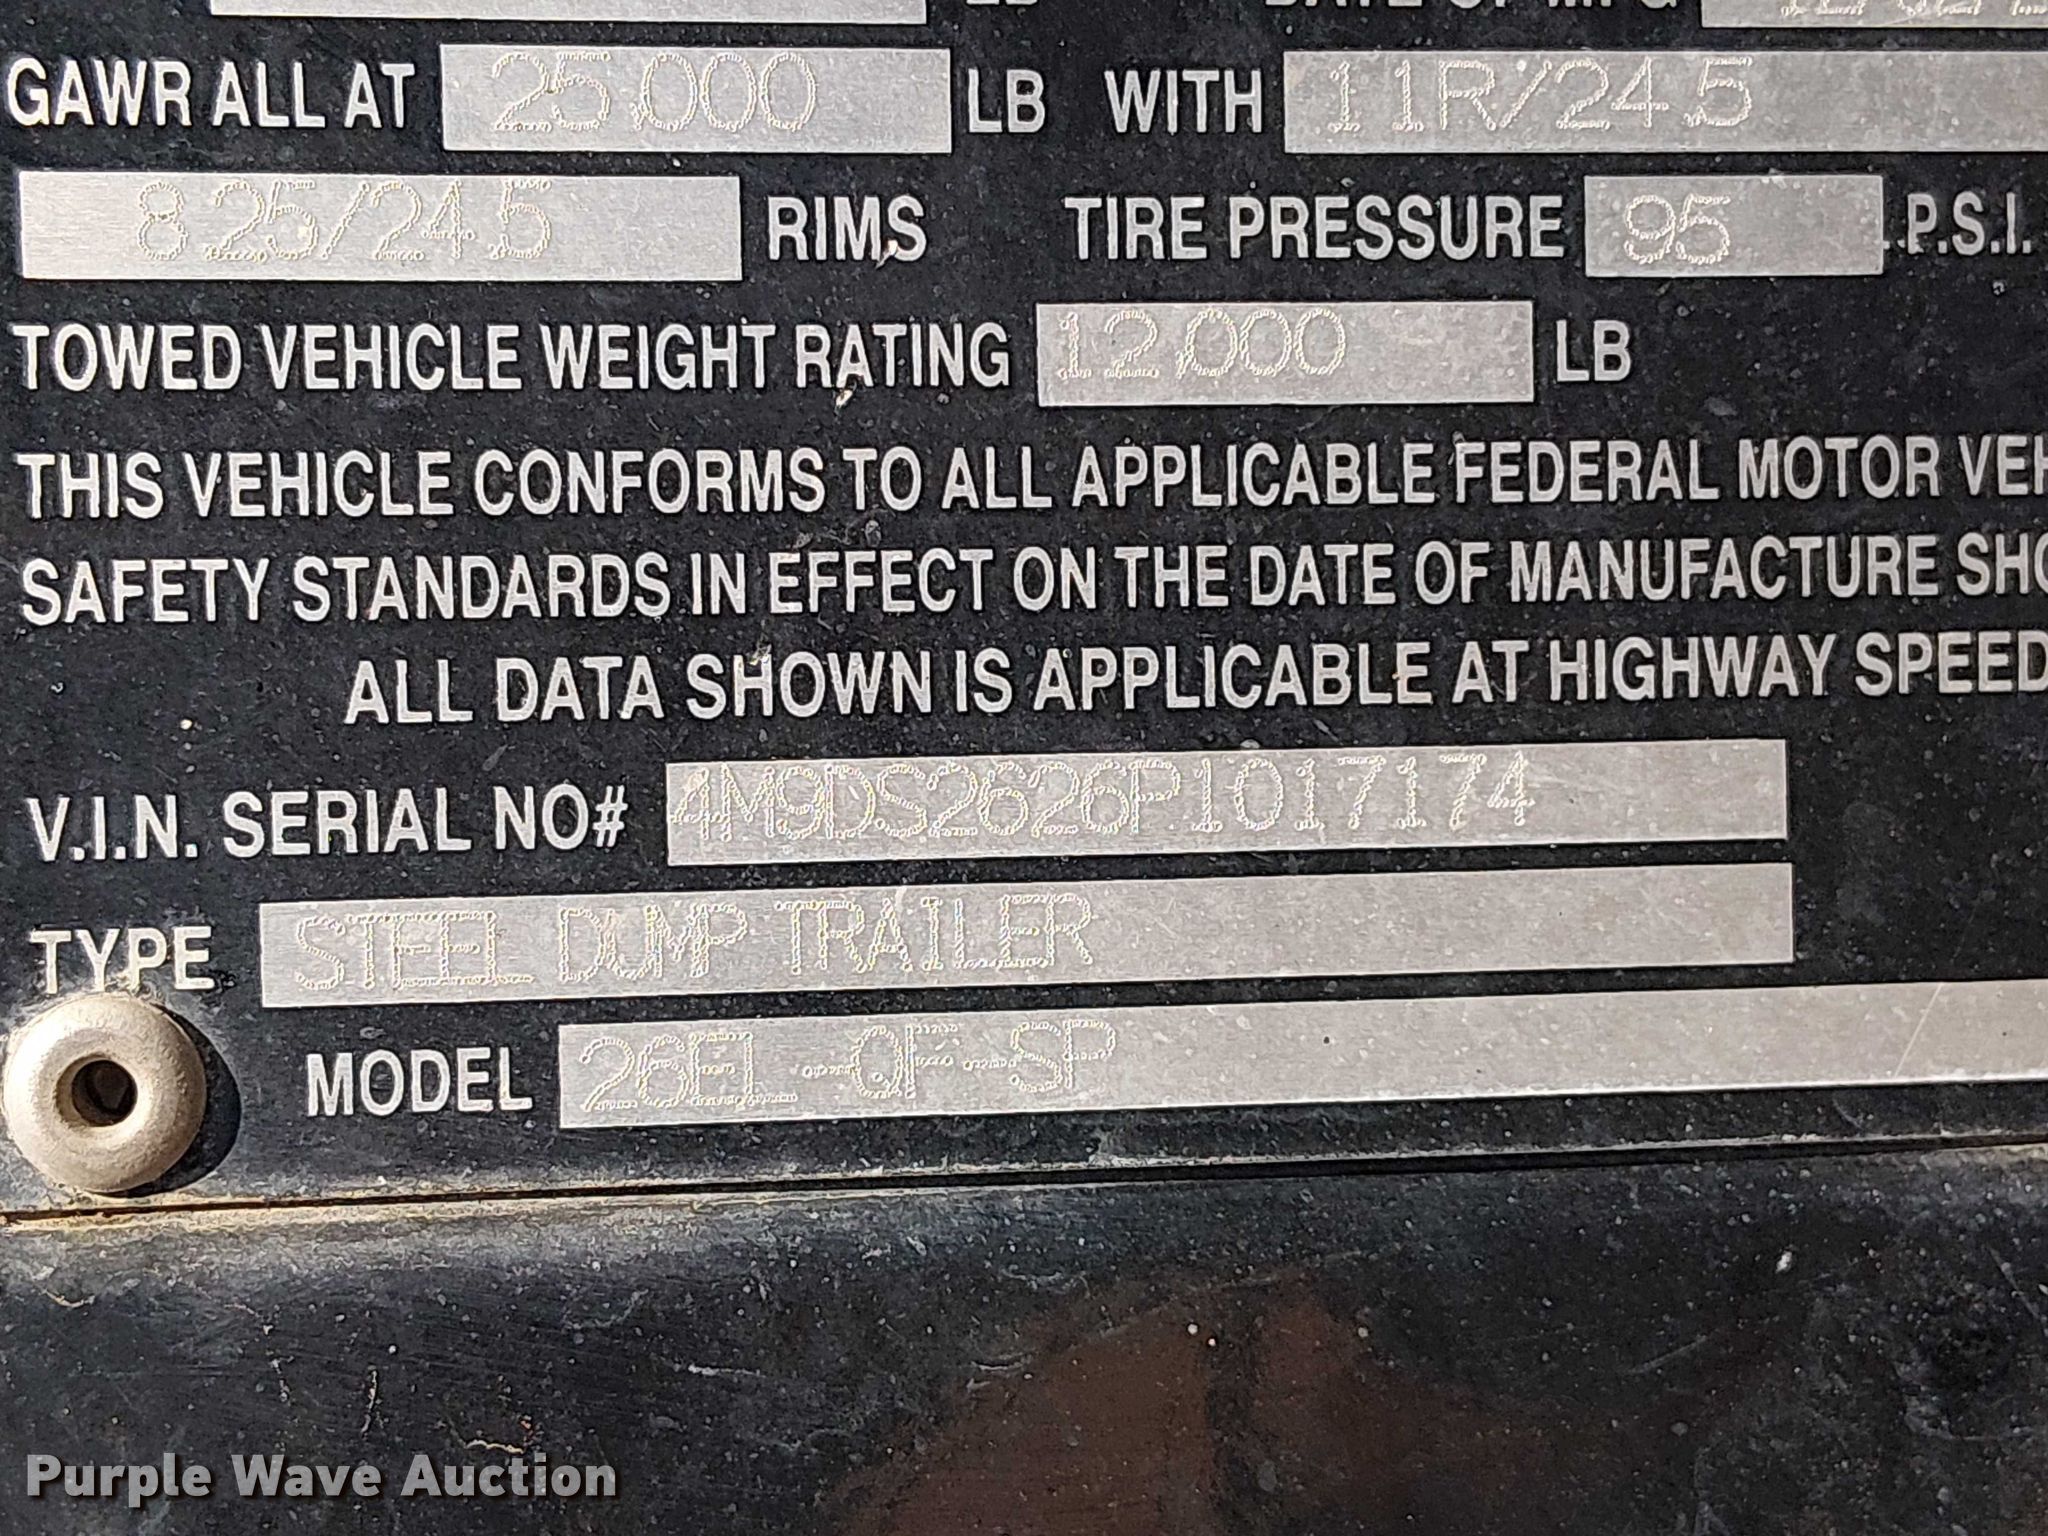 GAWR ALL AT 25,000 LB WITH 11R/24.5
8.25/24.5 RIMS TIRE PRESSURE 95 P.S.I.
TOWED VEHICLE WEIGHT RATING 12,000 LB
THIS VEHICLE CONFORMS TO ALL APPLICABLE FEDERAL MOTOR VEH
SAFETY STANDARDS IN EFFECT ON THE DATE OF MANUFACTURE SHO
ALL DATA SHOWN IS APPLICABLE AT HIGHWAY SPEED
V.I.N. SERIAL NO# 4M9DS2626P1017174
TYPE STEEL DUMP TRAILER
MODEL 26EL-QF-SP
Purple Wave Auction